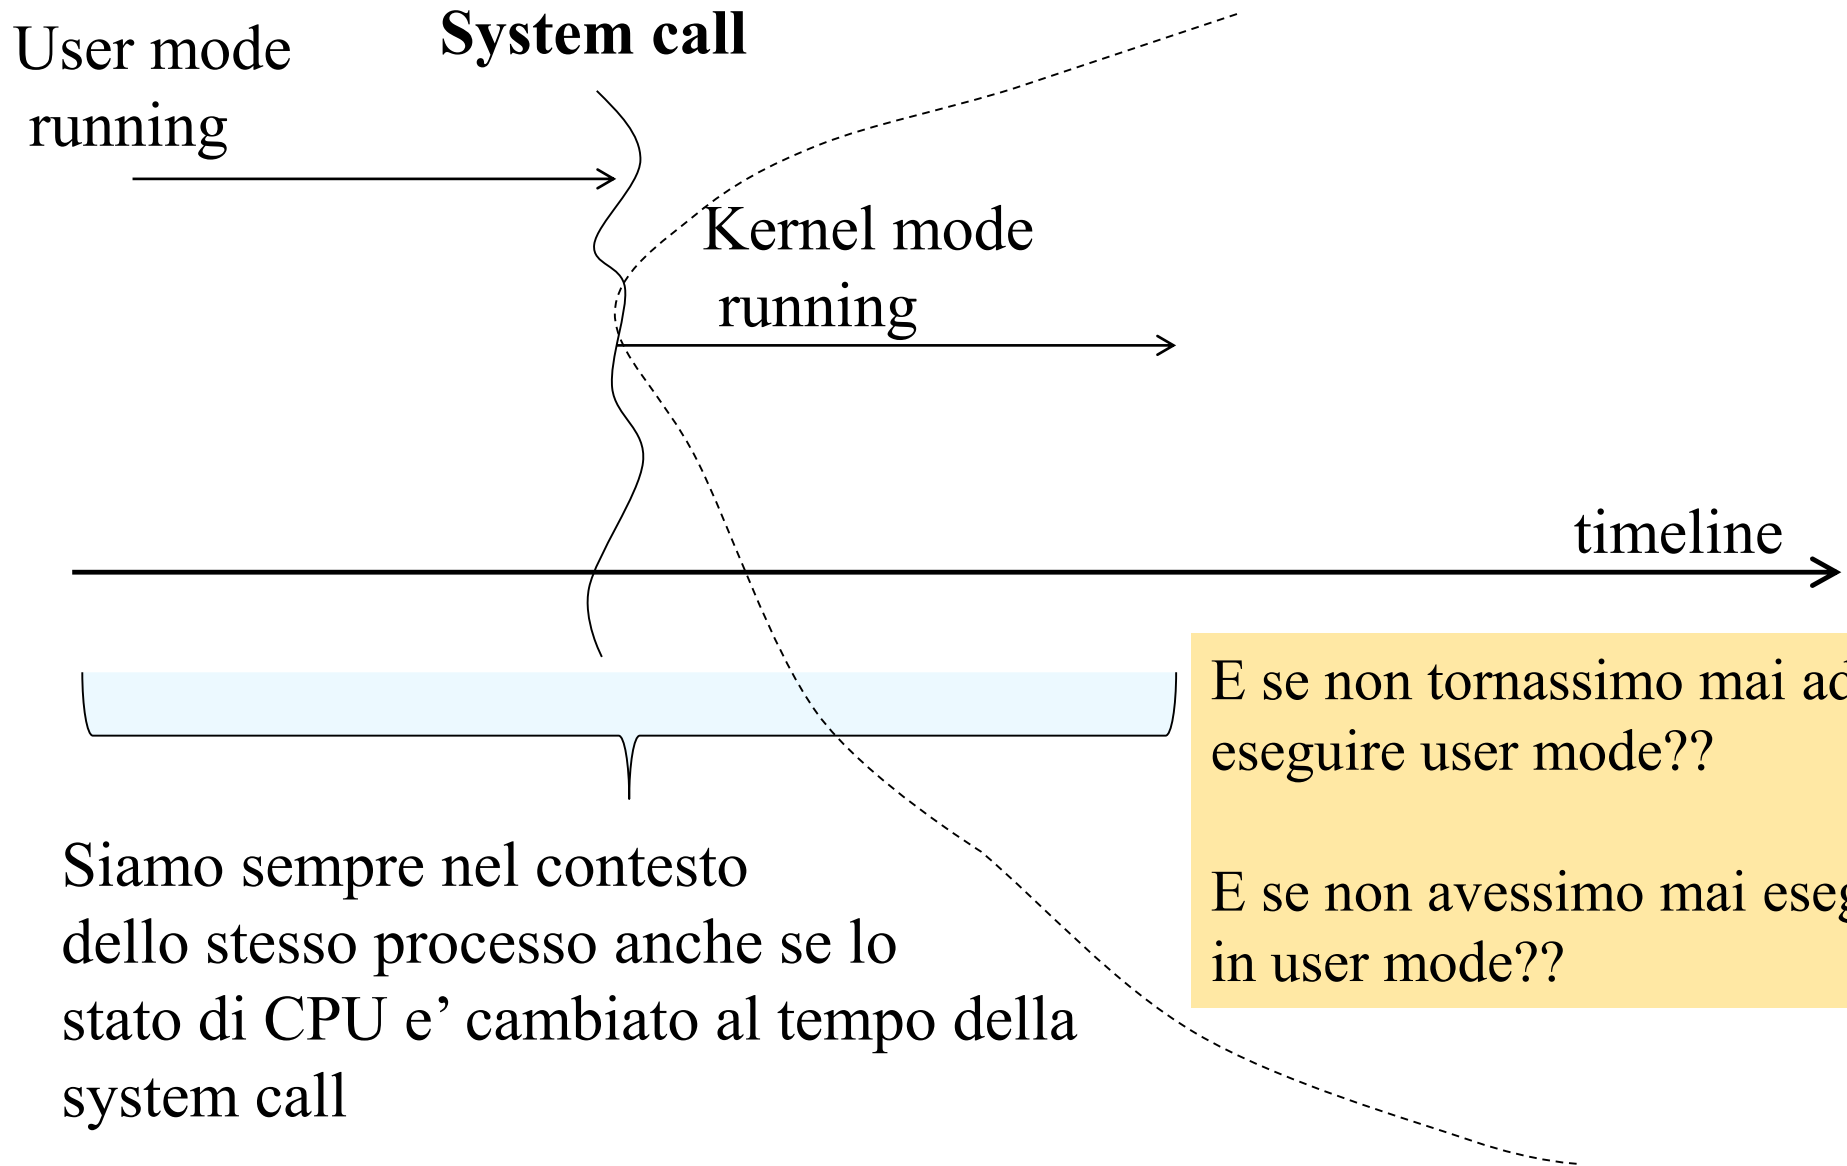 User mode
running
System call
Kernel mode
running
timeline
E se non tornassimo mai ad
eseguire user mode??
E se non avessimo mai
in user mode??
Siamo sempre nel contesto
dello stesso processo anche se lo
stato di CPU e’ cambiato al tempo della
system call